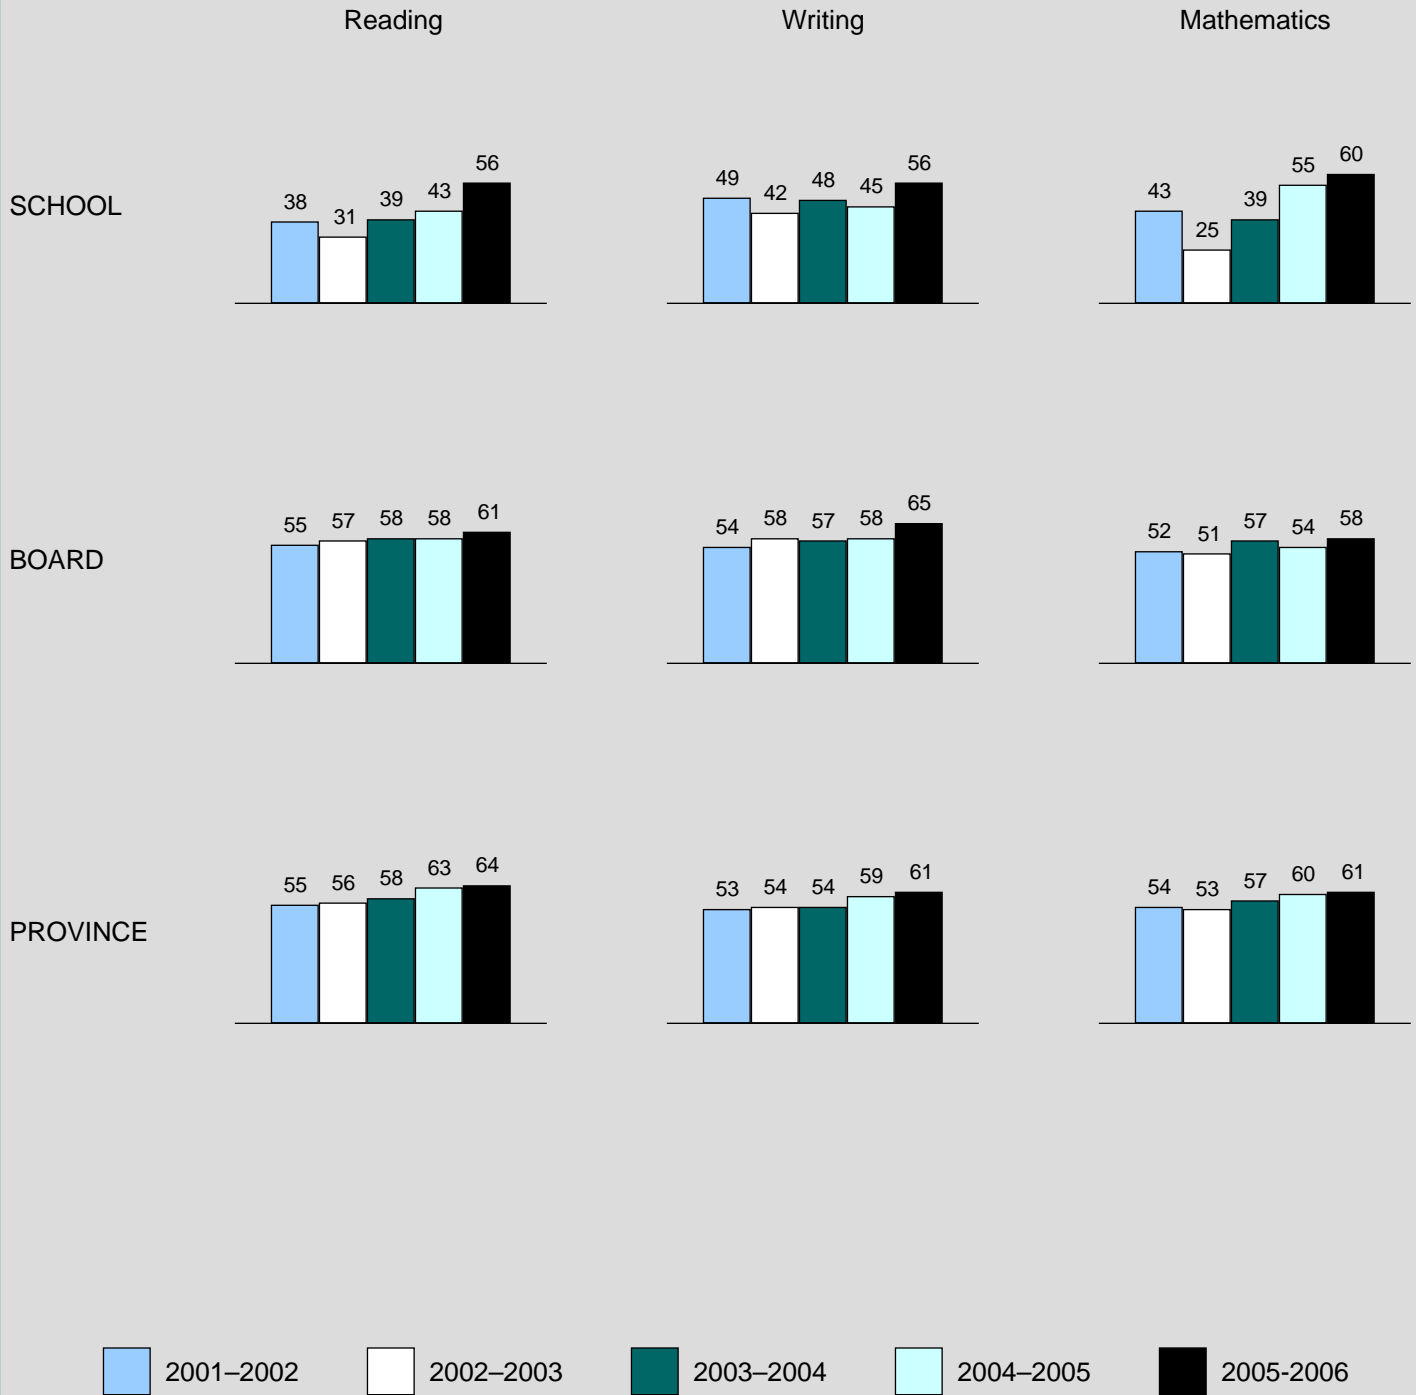 Reading Writing Mathematics
SCHOOL
38 31 39 43 56
49 42 48 45 56
43 25 39 55 60
BOARD
55 57 58 58 61
54 58 57 58 65
52 51 57 54 58
PROVINCE
55 56 58 63 64
53 54 54 59 61
54 53 57 60 61
2001–2002 2002–2003 2003–2004 2004–2005 2005-2006